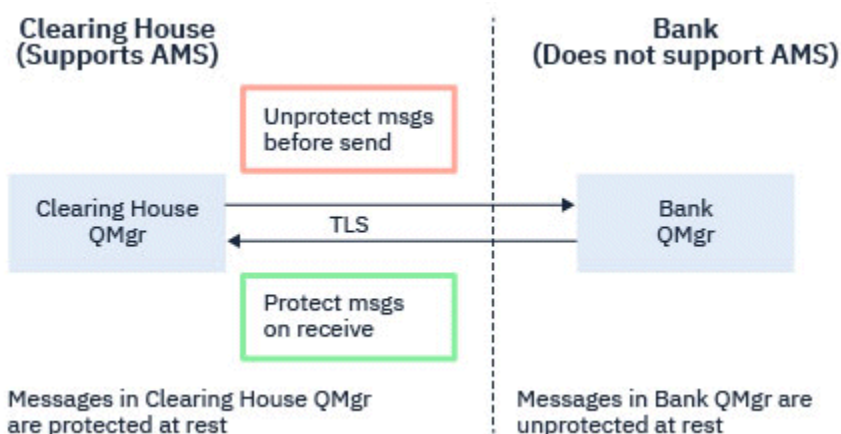 Clearing House
(Supports AMS)
Bank
(Does not support AMS)
Unprotect msgs
before send
Clearing House
QMgr
TLS
Bank
QMgr
Protect msgs
on receive
Messages in Clearing House QMgr
are protected at rest
Messages in Bank QMgr are
unprotected at rest